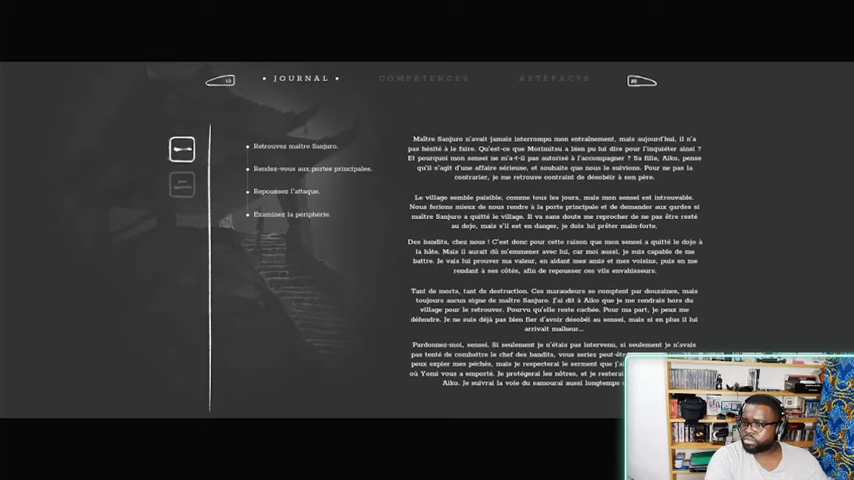 JOURNAL
COMPÉTENCES
ARTÉFACTS
Retrouvez maître Sanjuro.
Rendez-vous aux portes principales.
Repoussez l'attaque.
Examinez la périphérie.
Maître Sanjuro n'avait jamais interrompu mon entraînement, mais aujourd'hui, il n'a
pas hésité à le faire. Qu'est-ce que Morimitsu a bien pu lui dire pour l'inquiéter ainsi ?
Et pourquoi mon sensei ne m'a-t-il pas autorisé à l'accompagner ? Sa fille, Aiko, pense
qu'il s'agit d'une affaire sérieuse, et souhaite que nous le suivions. Pour ne pas la
contrarier, je me retrouve contraint de désobéir à son père.
Le village semble paisible, comme tous les jours, mais mon sensei est introuvable.
Nous ferions mieux de nous rendre à la porte principale et de demander aux gardes si
maître Sanjuro a quitté le village. Il va sans doute me reprocher de ne pas être resté
au dojo, mais s'il est en danger, je dois lui prêter main-forte.
Des bandits, chez nous ! C'est donc pour cette raison que mon sensei a quitté le dojo à
la hâte. Mais il aurait dû m'emmener avec lui, car moi aussi, je suis capable de me
battre. Je vais lui prouver ma valeur, en aidant mes amis et mes voisins, puis en me
rendant à ses côtés, afin de repousser ces vils envahisseurs.
Tant de morts, tant de destruction. Ces maraudeurs se comptent par douzaines, mais
toujours aucun signe de maître Sanjuro. J'ai dit à Aiko que je me rendrais hors du
village pour le retrouver. Pourvu qu'elle reste cachée. Pour ma part, je peux me
défendre. Je ne suis déjà pas bien fier d'avoir désobéi au sensei, mais si en plus il lui
arrivait malheur...
Pardonnez-moi, sensei. Si seulement je n'étais pas intervenu, si seulement je n'avais
pas tenté de combattre le chef des bandits, vous seriez peut-être
peux expier mes péchés, mais je respecterai le serment que j'a
où Yomi vous a emporté. Je protégerai les nôtres, et je resterai
Aiko. Je suivrai la voie du samouraï aussi longtemps